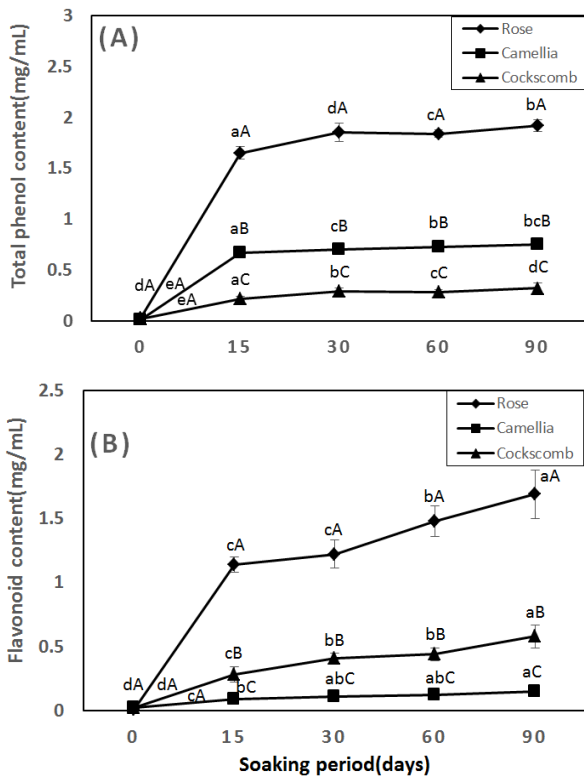 (A)
Rose
Camellia
Cockscomb
Total phenol content(mg/mL)
3
2.5
2
1.5
1
0.5
0
dA
aA
dA
cA
bA
eA
aB
cB
bB
bcB
eA
aC
bC
cC
dC
0 15 30 60 90
(B)
Rose
Camellia
Cockscomb
Flavonoid content(mg/mL)
2.5
2
1.5
1
0.5
0
dA
cA
cA
bA
aA
dA
cB
bB
bB
aB
cA
bC
abC
abC
aC
0 15 30 60 90
Soaking period(days)